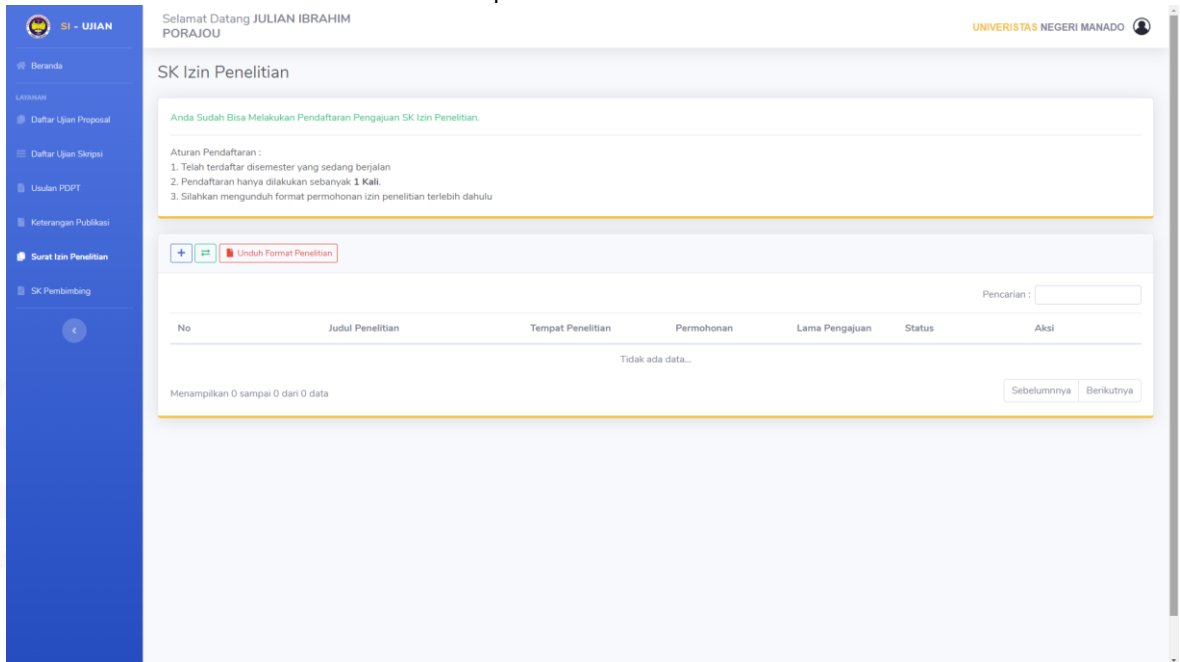 SI - UJIAN
Beranda
LAYANAN
Daftar Ujian Proposal
Daftar Ujian Skripsi
Usulan PDPT
Keterangan Publikasi
Surat Izin Penelitian
SK Pembimbing
Selamat Datang JULIAN IBRAHIM
PORAJOU
UNIVERISTAS NEGERI MANADO
SK Izin Penelitian
Anda Sudah Bisa Melakukan Pendaftaran Pengajuan SK Izin Penelitian.
Aturan Pendaftaran :
1. Telah terdaftar disemester yang sedang berjalan
2. Pendaftaran hanya dilakukan sebanyak 1 Kali.
3. Silahkan mengunduh format permohonan izin penelitian terlebih dahulu
Unduh Format Penelitian
Pencarian :
No Judul Penelitian Tempat Penelitian Permohonan Lama Pengajuan Status Aksi
Tidak ada data...
Menampilkan 0 sampai 0 dari 0 data
Sebelumnnya Berikutnya